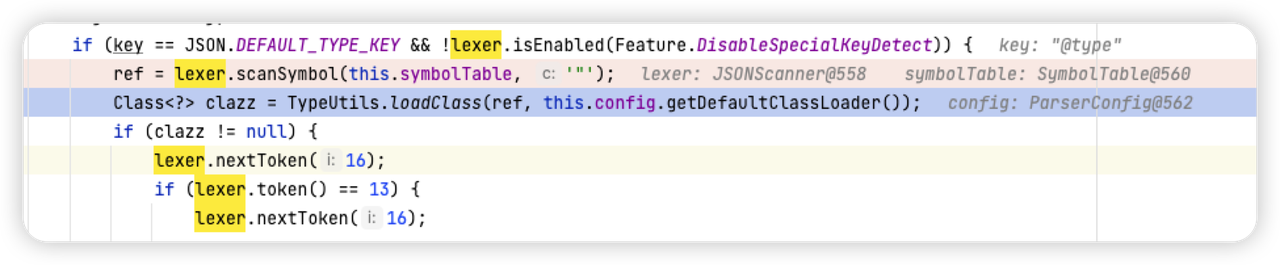 if (key == JSON.DEFAULT_TYPE_KEY && !lexer.isEnabled(Feature.DisableSpecialKeyDetect)) { key: "@type"
ref = lexer.scanSymbol(this.symbolTable, c: '"'); lexer: JSONScanner@558 symbolTable: SymbolTable@560
Class<?> clazz = TypeUtils.loadClass(ref, this.config.getDefaultClassLoader()); config: ParserConfig@562
if (clazz != null) {
lexer.nextToken( i: 16);
if (lexer.token() == 13) {
lexer.nextToken( i: 16);